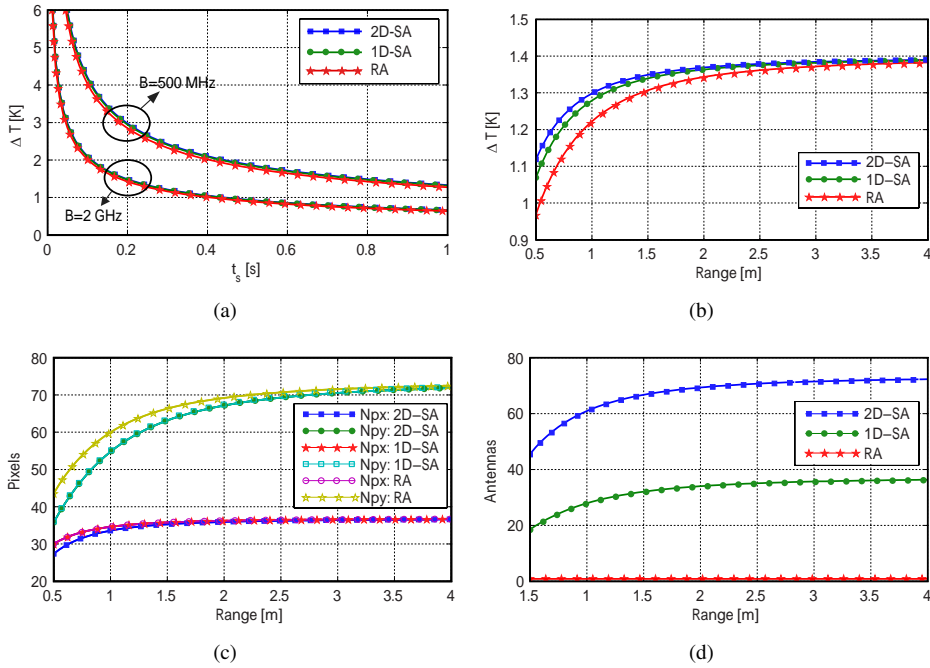 6
5
4
3
2
1
0
Δ T [K]
0
0.2
0.4
0.6
0.8
1
t_s [s]
2D-SA
1D-SA
RA
B=500 MHz
B=2 GHz
(a)
1.5
1.4
1.3
1.2
1.1
1
0.9
Δ T [K]
0.5
1
1.5
2
2.5
3
3.5
4
Range [m]
2D–SA
1D–SA
RA
(b)
80
70
60
50
40
30
20
Pixels
0.5
1
1.5
2
2.5
3
3.5
4
Range [m]
Npx: 2D–SA
Npy: 2D–SA
Npx: 1D–SA
Npy: 1D–SA
Npx: RA
Npy: RA
(c)
80
60
40
20
0
Antennas
1.5
1
1.5
2
2.5
3
3.5
4
Range [m]
2D–SA
1D–SA
RA
(d)